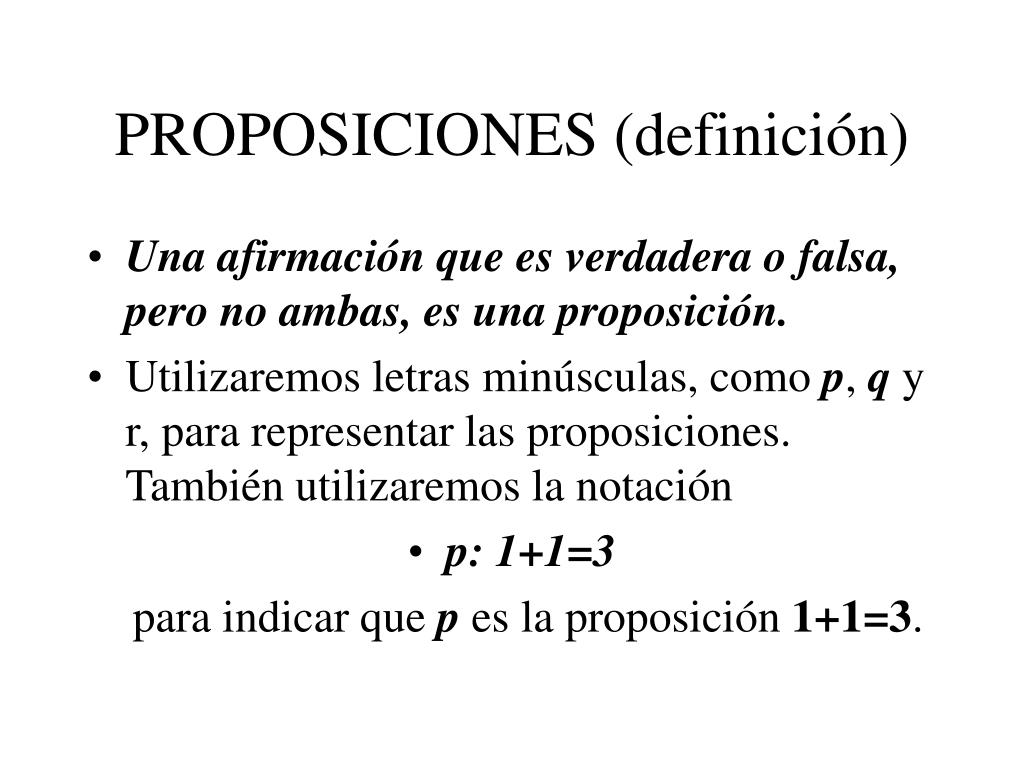 PROPOSICIONES (definición)
• Una afirmación que es verdadera o falsa,
pero no ambas, es una proposición.
• Utilizaremos letras minúsculas, como p, q y
r, para representar las proposiciones.
También utilizaremos la notación
• p: 1+1=3
para indicar que p es la proposición 1+1=3.